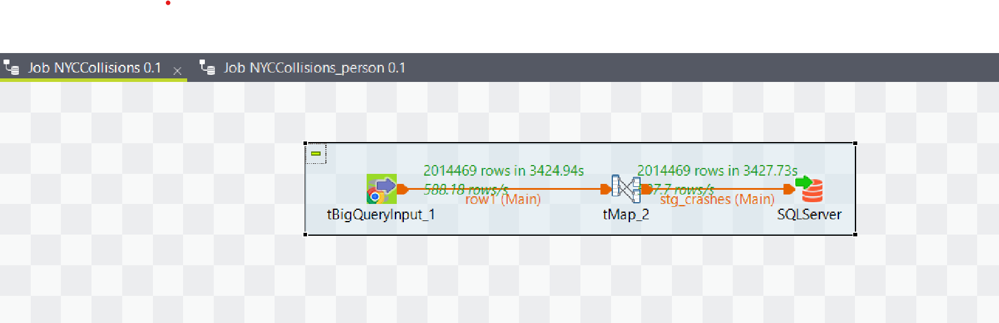 Job NYCCollisions 0.1
Job NYCCollisions_person 0.1
2014469 rows in 3424.94s
2014469 rows in 3427.73s
588.18 rows/s
7.7 rows/s
row1 (Main)
stg_crashes (Main)
tBigQueryInput_1
tMap_2
SQLServer